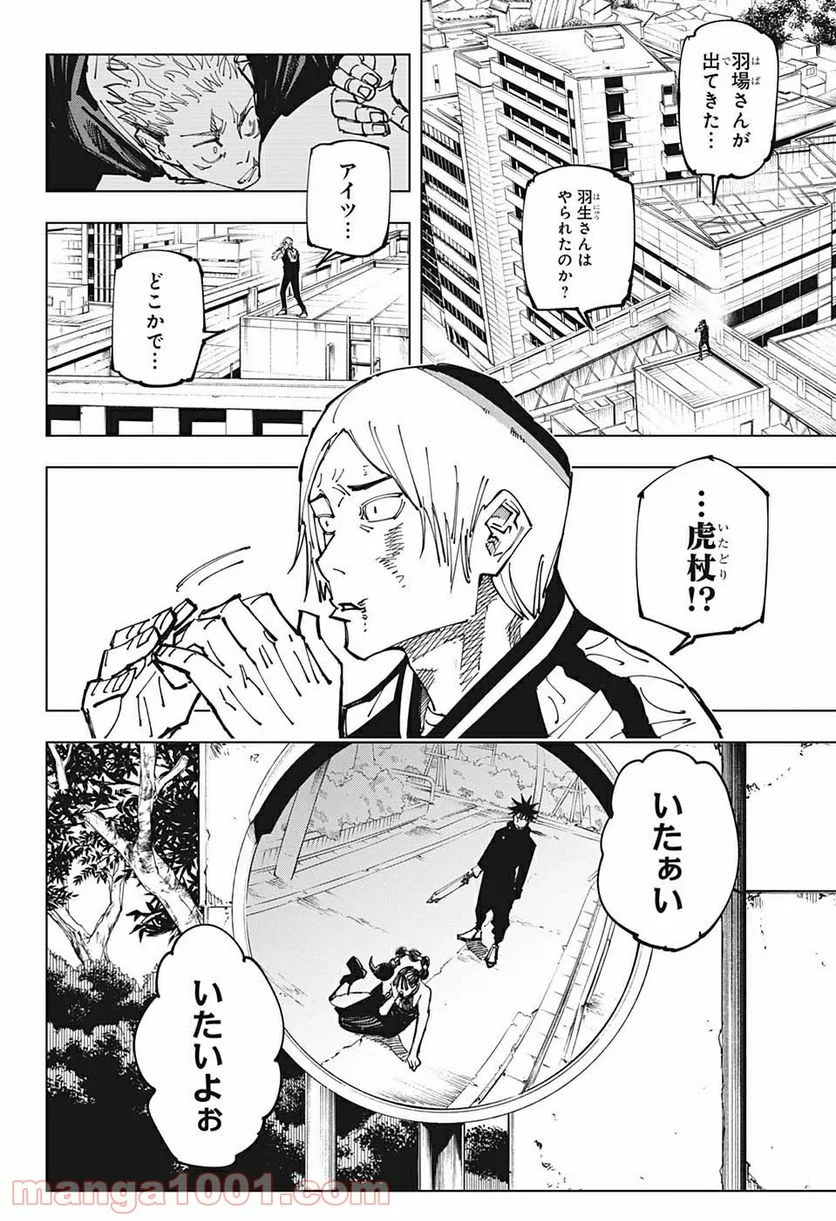 羽場さんが
出てきた…
羽生さんは
やられたのか?
アイツ…
どこかで…
…虎杖!?
いたぁい
いたいよぉ
manga1001.com